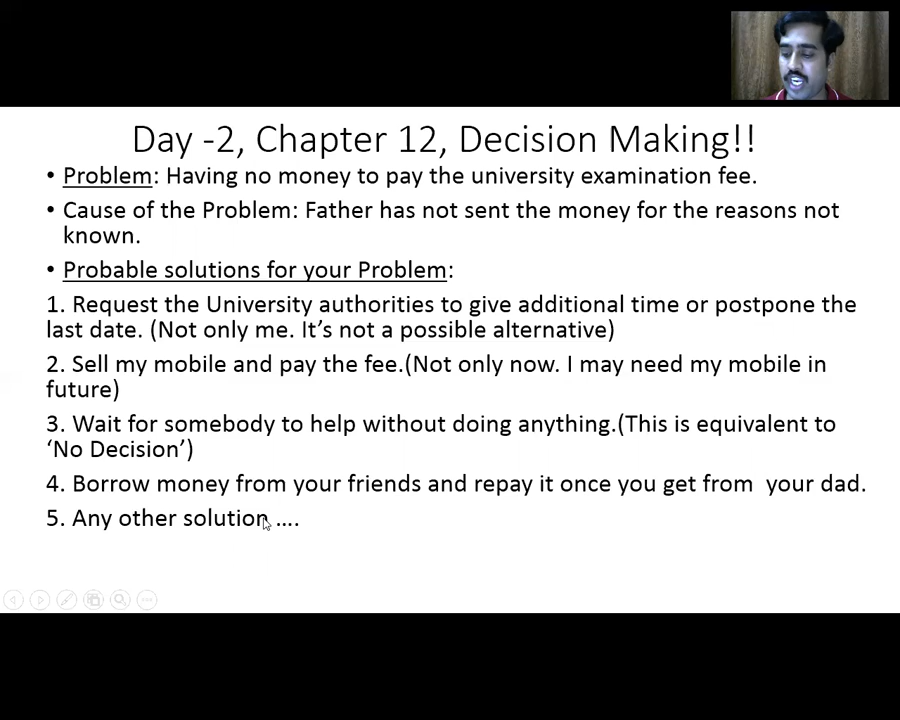 Day -2, Chapter 12, Decision Making!!
• Problem: Having no money to pay the university examination fee.
• Cause of the Problem: Father has not sent the money for the reasons not
known.
• Probable solutions for your Problem:
1. Request the University authorities to give additional time or postpone the
last date. (Not only me. It’s not a possible alternative)
2. Sell my mobile and pay the fee.(Not only now. I may need my mobile in
future)
3. Wait for somebody to help without doing anything.(This is equivalent to
‘No Decision’)
4. Borrow money from your friends and repay it once you get from  your dad.
5. Any other solution ....